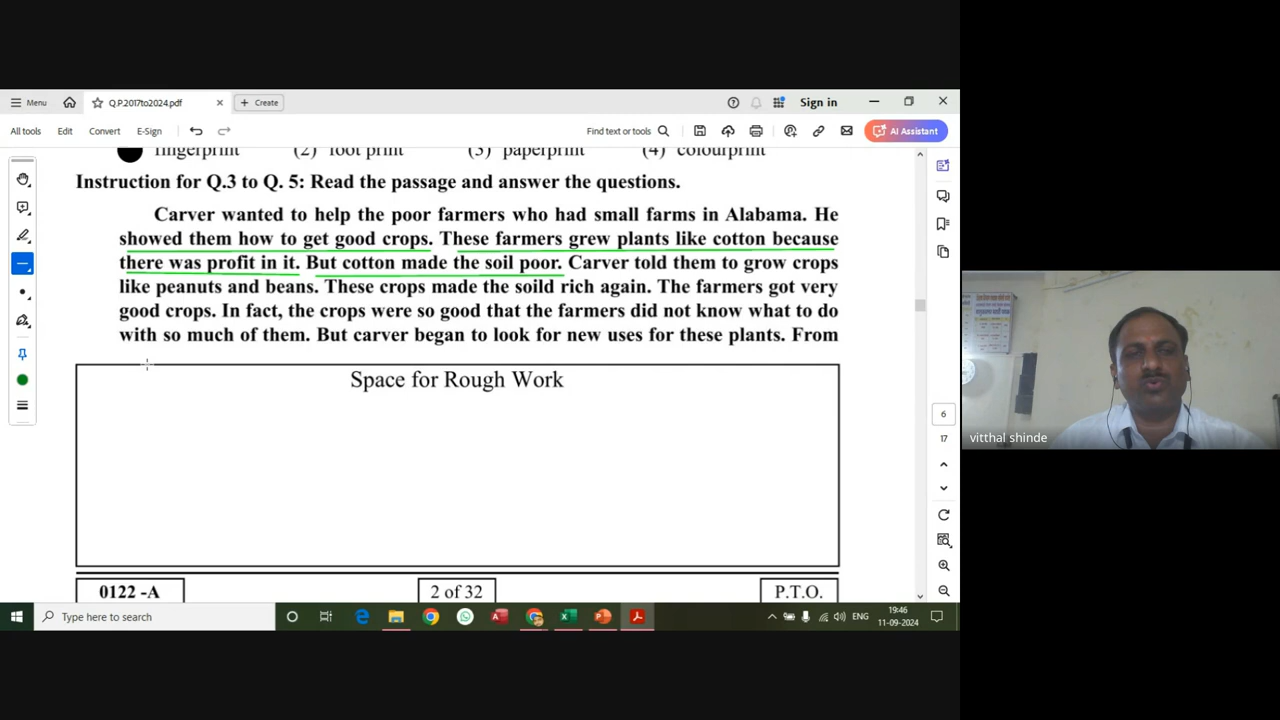 Menu
Q.P.2017to2024.pdf
Create
Sign in
All tools
Edit
Convert
E-Sign
Find text or tools
AI Assistant
fingerprint (2) foot print (3) paperprint (4) colourprint
Instruction for Q.3 to Q. 5: Read the passage and answer the questions.
Carver wanted to help the poor farmers who had small farms in Alabama. He
showed them how to get good crops. These farmers grew plants like cotton because
there was profit in it. But cotton made the soil poor. Carver told them to grow crops
like peanuts and beans. These crops made the soild rich again. The farmers got very
good crops. In fact, the crops were so good that the farmers did not know what to do
with so much of them. But carver began to look for new uses for these plants. From
Space for Rough Work
0122 -A
2 of 32
P.T.O.
6
17
vitthal shinde
Type here to search
ENG
19:46
11-09-2024